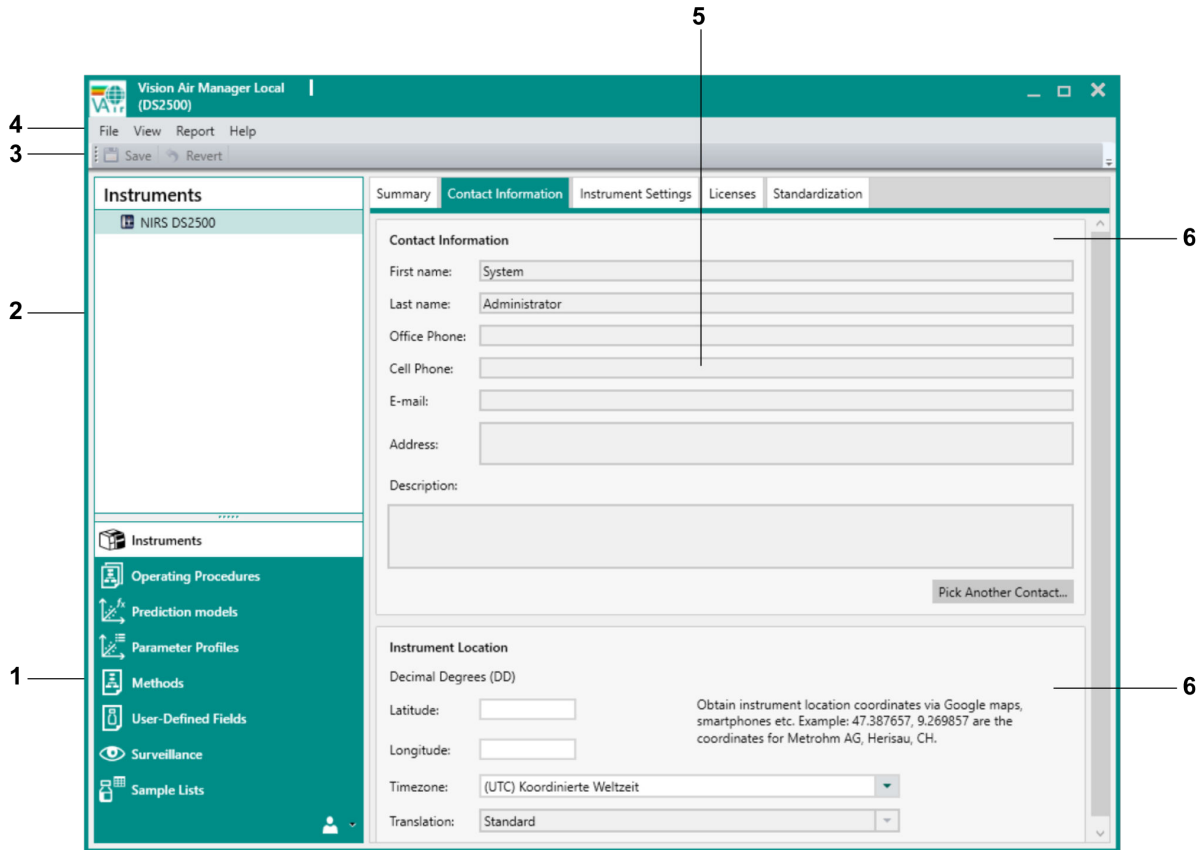 5
Vision Air Manager Local
(DS2500)
VAir
4
File View Report Help
3
Save Revert
Instruments
Summary Contact Information Instrument Settings Licenses Standardization
NIRS DS2500
Contact Information
6
First name: System
Last name: Administrator
2
Office Phone:
Cell Phone:
E-mail:
Address:
Description:
Instruments
Operating Procedures
Pick Another Contact...
Prediction models
Parameter Profiles
Instrument Location
Decimal Degrees (DD)
1
Methods
6
Latitude:
Obtain instrument location coordinates via Google maps,
smartphones etc. Example: 47.387657, 9.269857 are the
coordinates for Metrohm AG, Herisau, CH.
User-Defined Fields
Longitude:
Surveillance
Timezone: (UTC) Koordinierte Weltzeit
Sample Lists
Translation: Standard